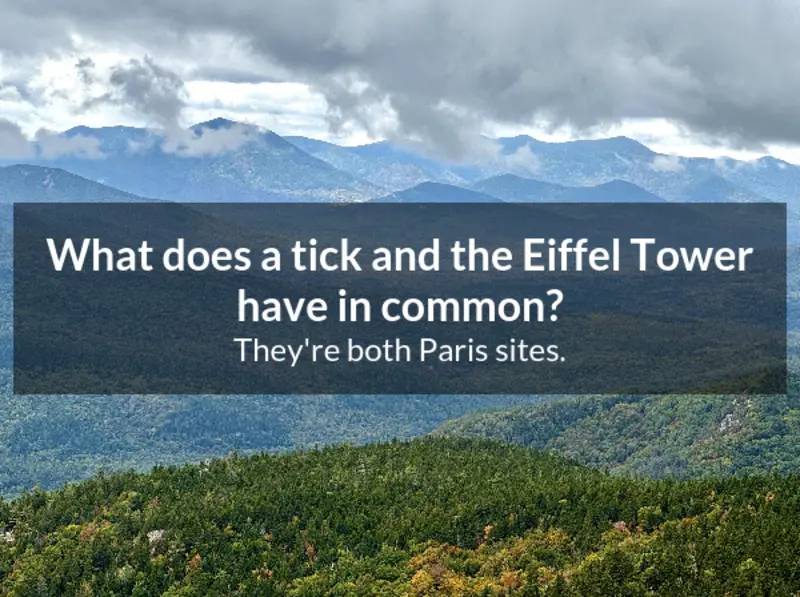 What does a tick and the Eiffel Tower
have in common?
They're both Paris sites.